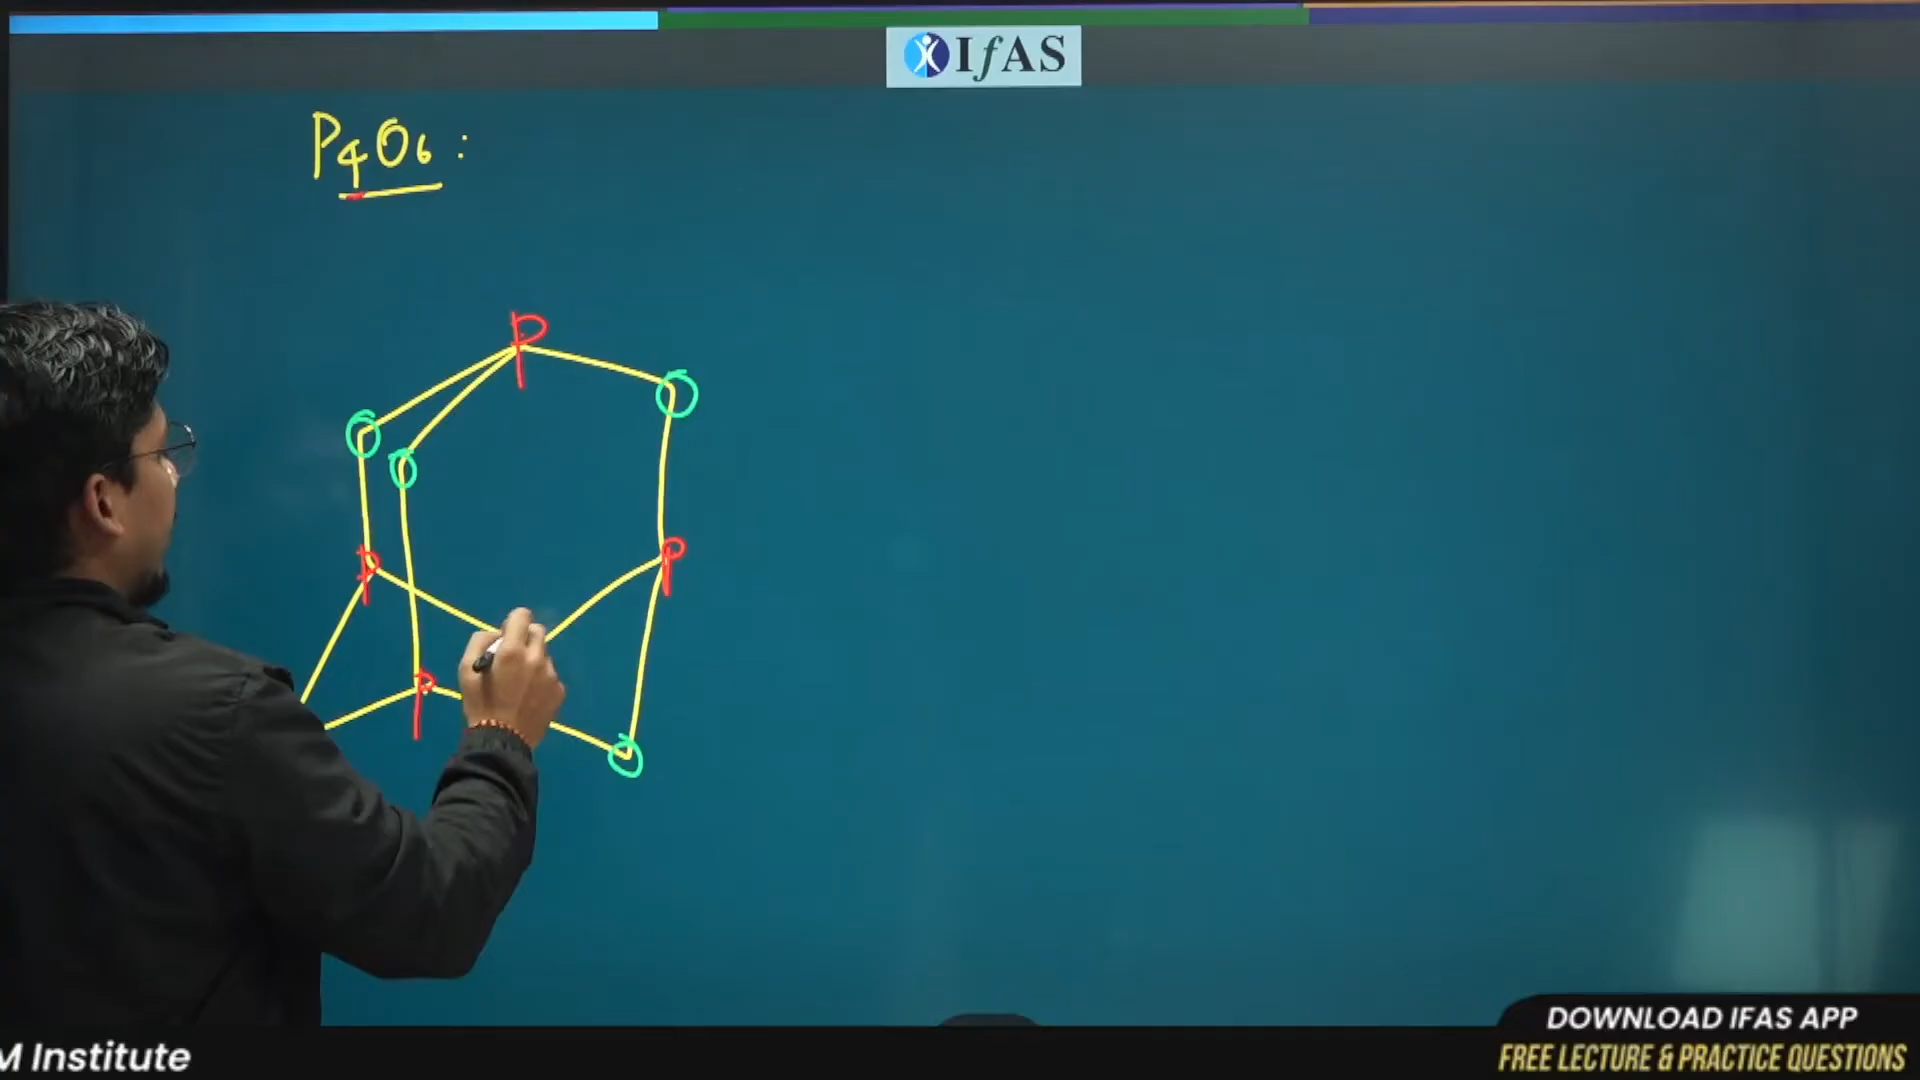 IfAS
P4O6 :
P
O
O
O
P
P
P
O
M Institute
DOWNLOAD IFAS APP
FREE LECTURE & PRACTICE QUESTIONS